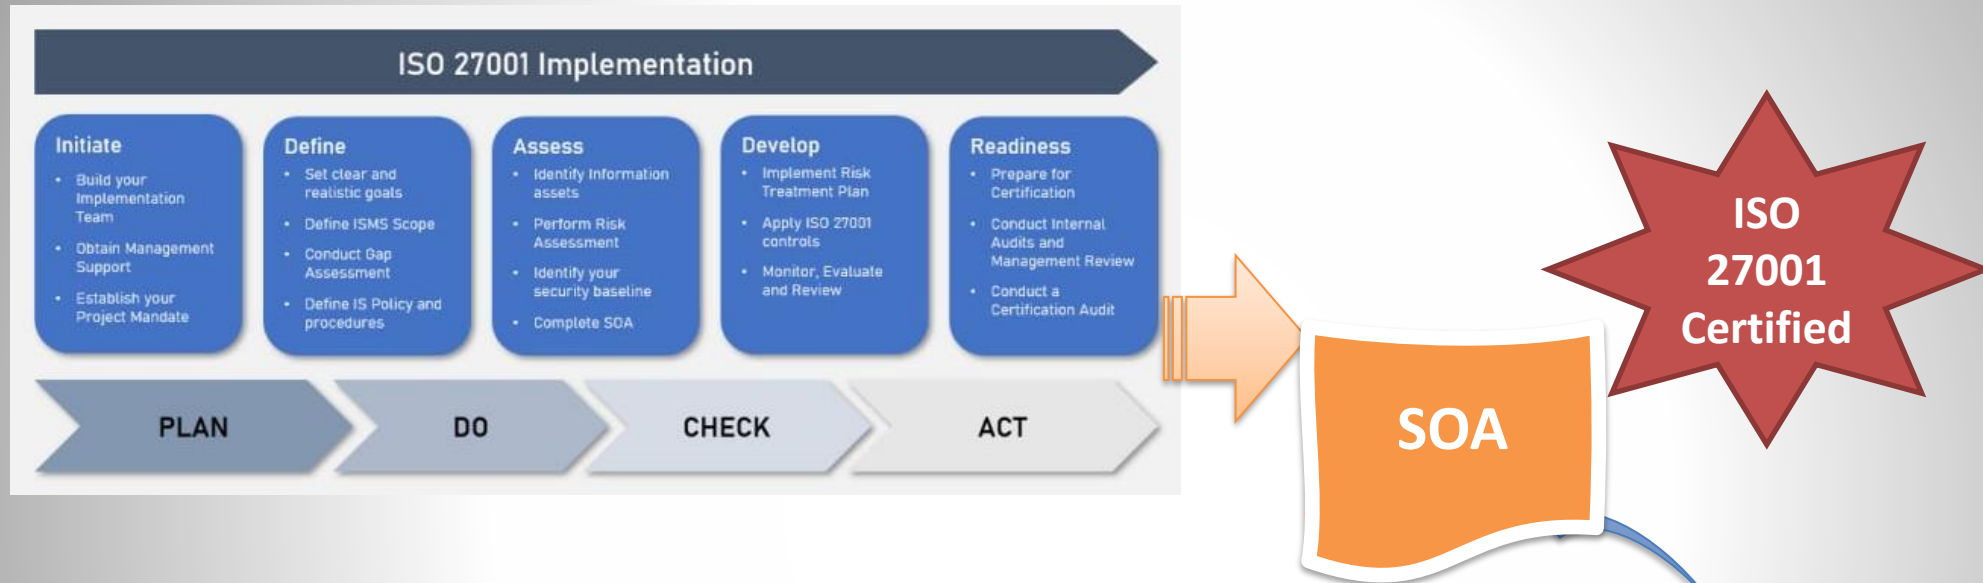 ISO 27001 Implementation
Initiate
• Build your
Implementation
Team
• Obtain Management
Support
• Establish your
Project Mandate
Define
• Set clear and
realistic goals
• Define ISMS Scope
• Conduct Gap
Assessment
• Define IS Policy and
procedures
Assess
• Identify Information
assets
• Perform Risk
Assessment
• Identify your
security baseline
• Complete SOA
Develop
• Implement Risk
Treatment Plan
• Apply ISO 27001
controls
• Monitor, Evaluate
and Review
Readiness
• Prepare for
Certification
• Conduct Internal
Audits and
Management Review
• Conduct a
Certification Audit
PLAN
DO
CHECK
ACT
SOA
ISO
27001
Certified